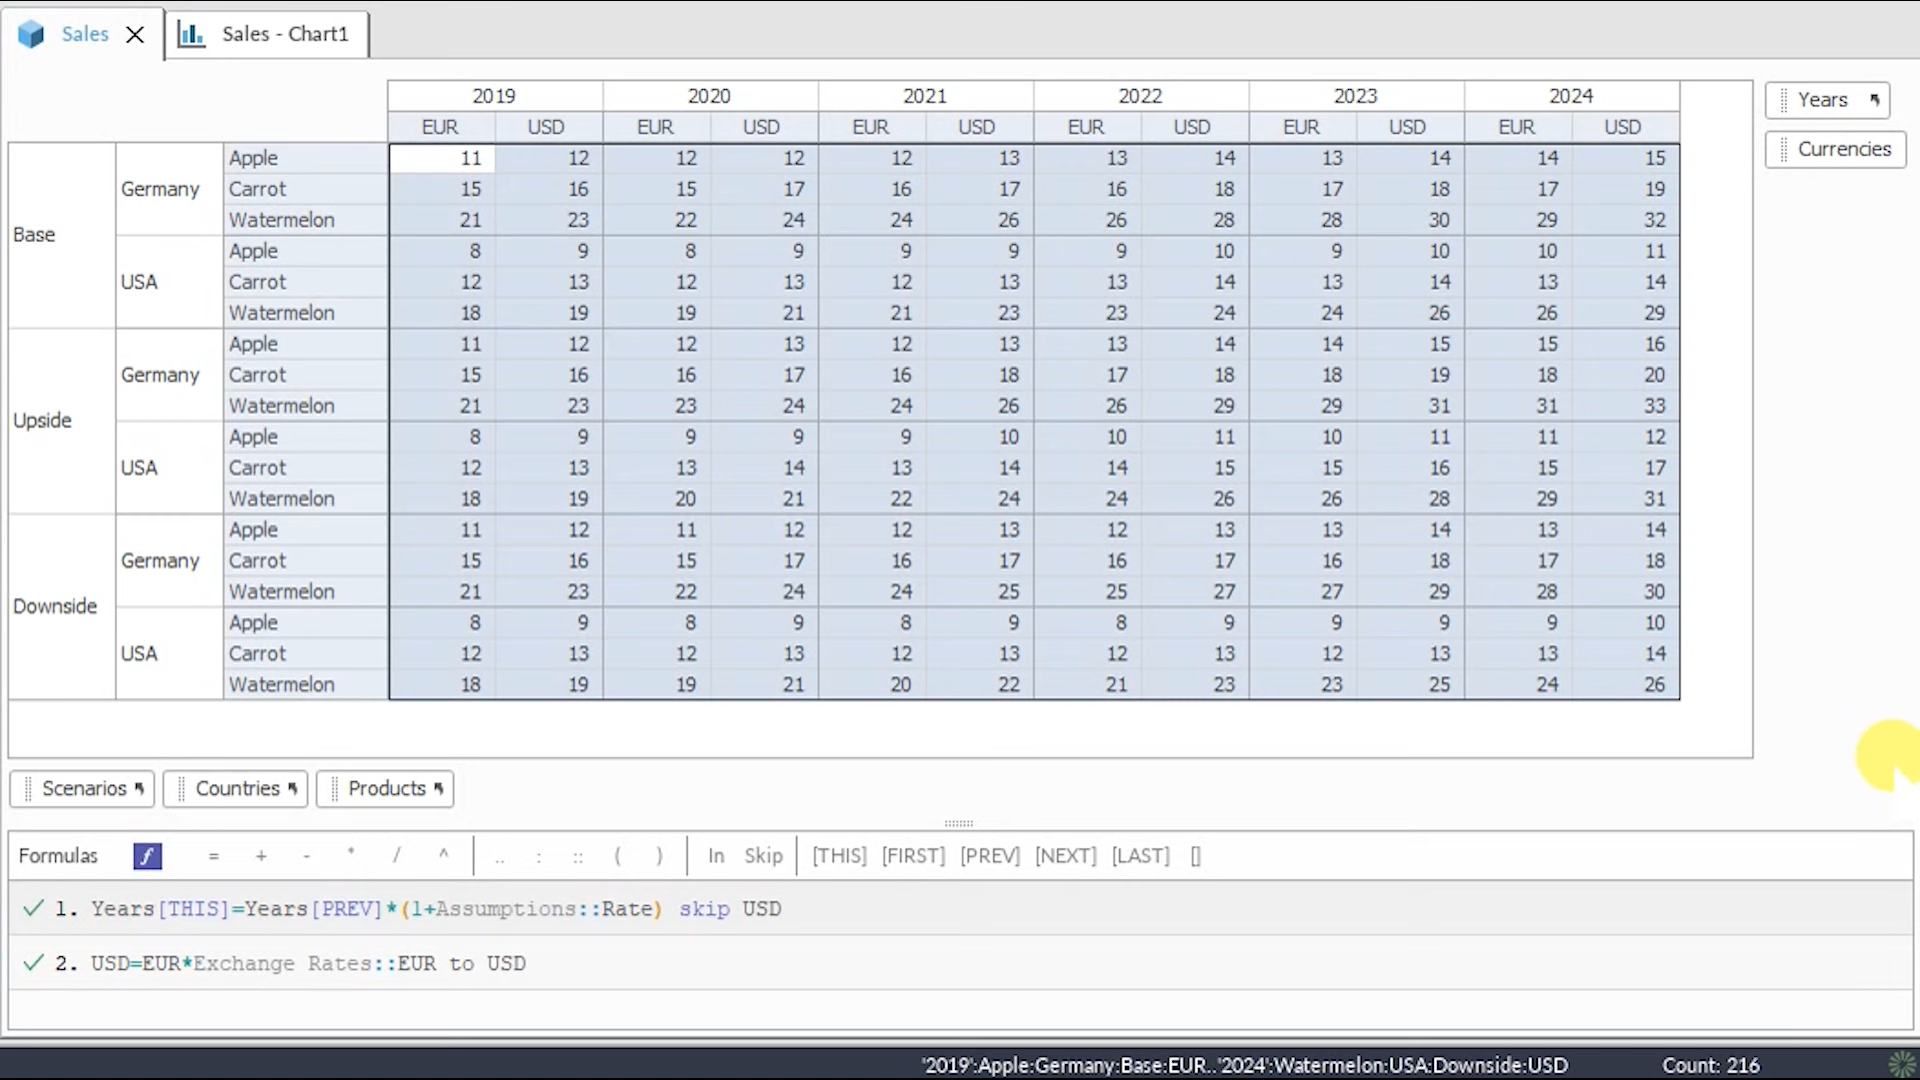 Sales
Sales - Chart1
2019 2020 2021 2022 2023 2024
EUR USD EUR USD EUR USD EUR USD EUR USD EUR USD
Years
Currencies
Base Germany Apple 11 12 12 12 12 13 13 14 13 14 14 15
Carrot 15 16 15 17 16 17 16 18 17 18 17 19
Watermelon 21 23 22 24 24 26 26 28 28 30 29 32
USA Apple 8 9 8 9 9 9 9 10 9 10 10 11
Carrot 12 13 12 13 12 13 13 14 13 14 13 14
Watermelon 18 19 19 21 21 23 23 24 24 26 26 29
Upside Germany Apple 11 12 12 13 12 13 13 14 14 15 15 16
Carrot 15 16 16 17 16 18 17 18 18 19 18 20
Watermelon 21 23 23 24 24 26 26 29 29 31 31 33
USA Apple 8 9 9 9 9 10 10 11 10 11 11 12
Carrot 12 13 13 14 13 14 14 15 15 16 15 17
Watermelon 18 19 20 21 22 24 24 26 26 28 29 31
Downside Germany Apple 11 12 11 12 12 13 12 13 13 14 13 14
Carrot 15 16 15 17 16 17 16 17 16 18 17 18
Watermelon 21 23 22 24 24 25 25 27 27 29 28 30
USA Apple 8 9 8 9 8 9 8 9 9 9 9 10
Carrot 12 13 12 13 12 13 12 13 12 13 13 14
Watermelon 18 19 19 21 20 22 21 23 23 25 24 26
Scenarios Countries Products
Formulas f = + - * / ^ .. : :: ( ) In Skip [THIS] [FIRST] [PREV] [NEXT] [LAST] []
1. Years[THIS]=Years[PREV]*(1+Assumptions::Rate) skip USD
2. USD=EUR*Exchange Rates::EUR to USD
'2019':Apple:Germany:Base:EUR..'2024':Watermelon:USA:Downside:USD Count: 216